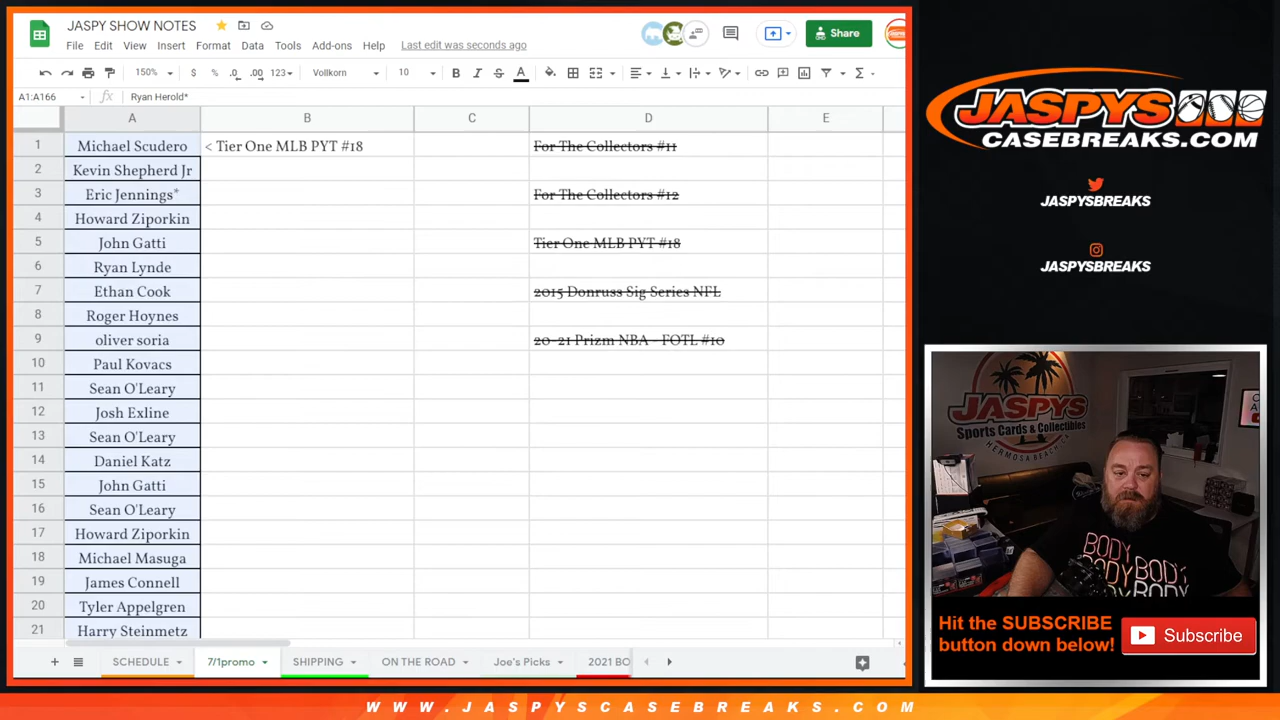 JASPY SHOW NOTES
File Edit View Insert Format Data Tools Add-ons Help Last edit was seconds ago
Share
150% $ % .0 .00 123 Vollkorn 10 B I S A
A1:A166 fx Ryan Herold*
A B C D E
1 Michael Scudero < Tier One MLB PYT #18 For The Collectors #11
2 Kevin Shepherd Jr
3 Eric Jennings* For The Collectors #12
4 Howard Ziporkin
5 John Gatti Tier One MLB PYT #18
6 Ryan Lynde
7 Ethan Cook 2015 Donruss Sig Series NFL
8 Roger Hoynes
9 oliver soria 20-21 Prizm NBA - FOTL #10
10 Paul Kovacs
11 Sean O'Leary
12 Josh Exline
13 Sean O'Leary
14 Daniel Katz
15 John Gatti
16 Sean O'Leary
17 Howard Ziporkin
18 Michael Masuga
19 James Connell
20 Tyler Appelgren
21 Harry Steinmetz
+ SCHEDULE 7/1promo SHIPPING ON THE ROAD Joe's Picks 2021 BO
JASPYS
CASEBREAKS.COM
JASPYSBREAKS
JASPYSBREAKS
JASPYS
Sports Cards & Collectibles
HERMOSA BEACH, CA
BODY
BODY BODY
BODY
Hit the SUBSCRIBE
button down below!
Subscribe
WWW.JASPYSCASEBREAKS.COM